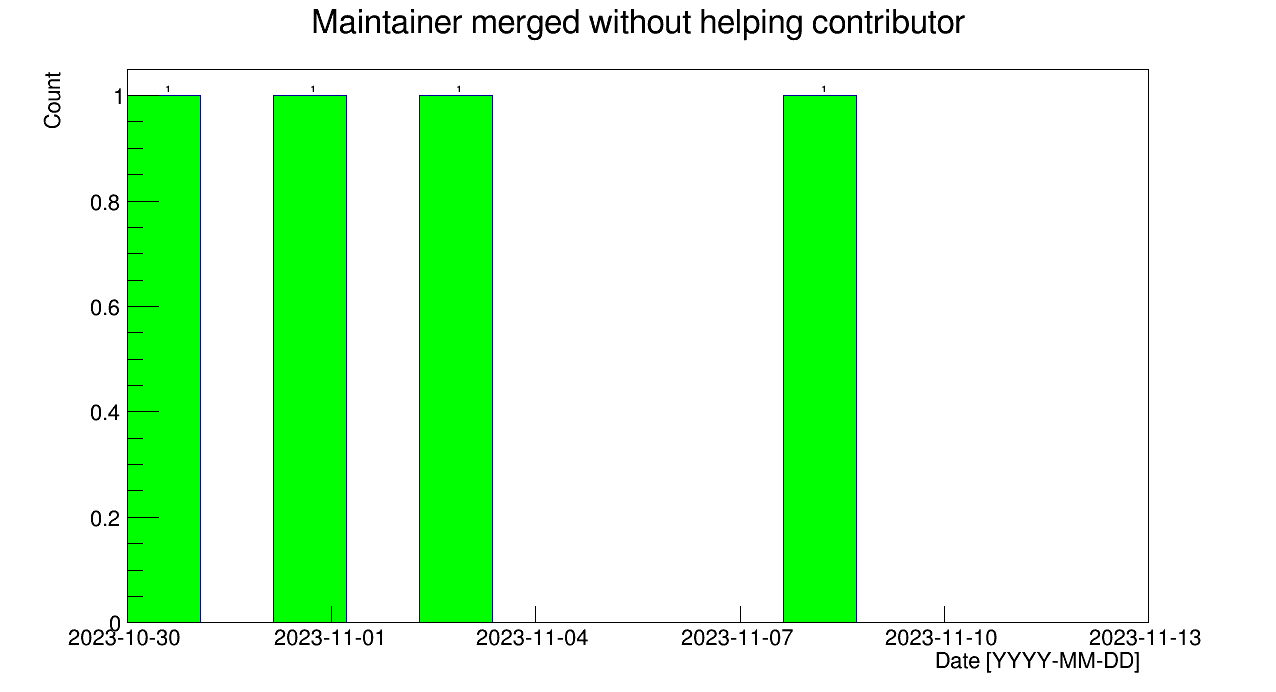 Maintainer merged without helping contributor
Count
1 1 1 1
1
0.8
0.6
0.4
0.2
0
2023-10-30 2023-11-01 2023-11-04 2023-11-07 2023-11-10 2023-11-13
Date [YYYY-MM-DD]